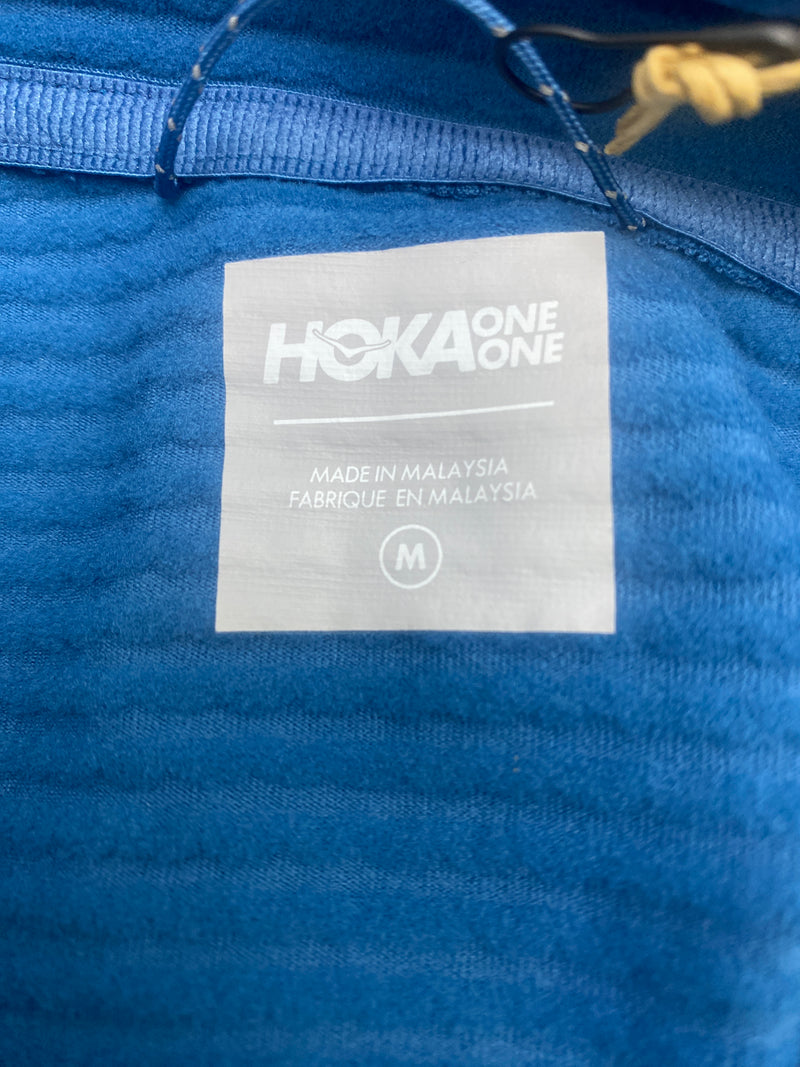 HOKA ONE ONE
MADE IN MALAYSIA
FABRIQUE EN MALAYSIA
M